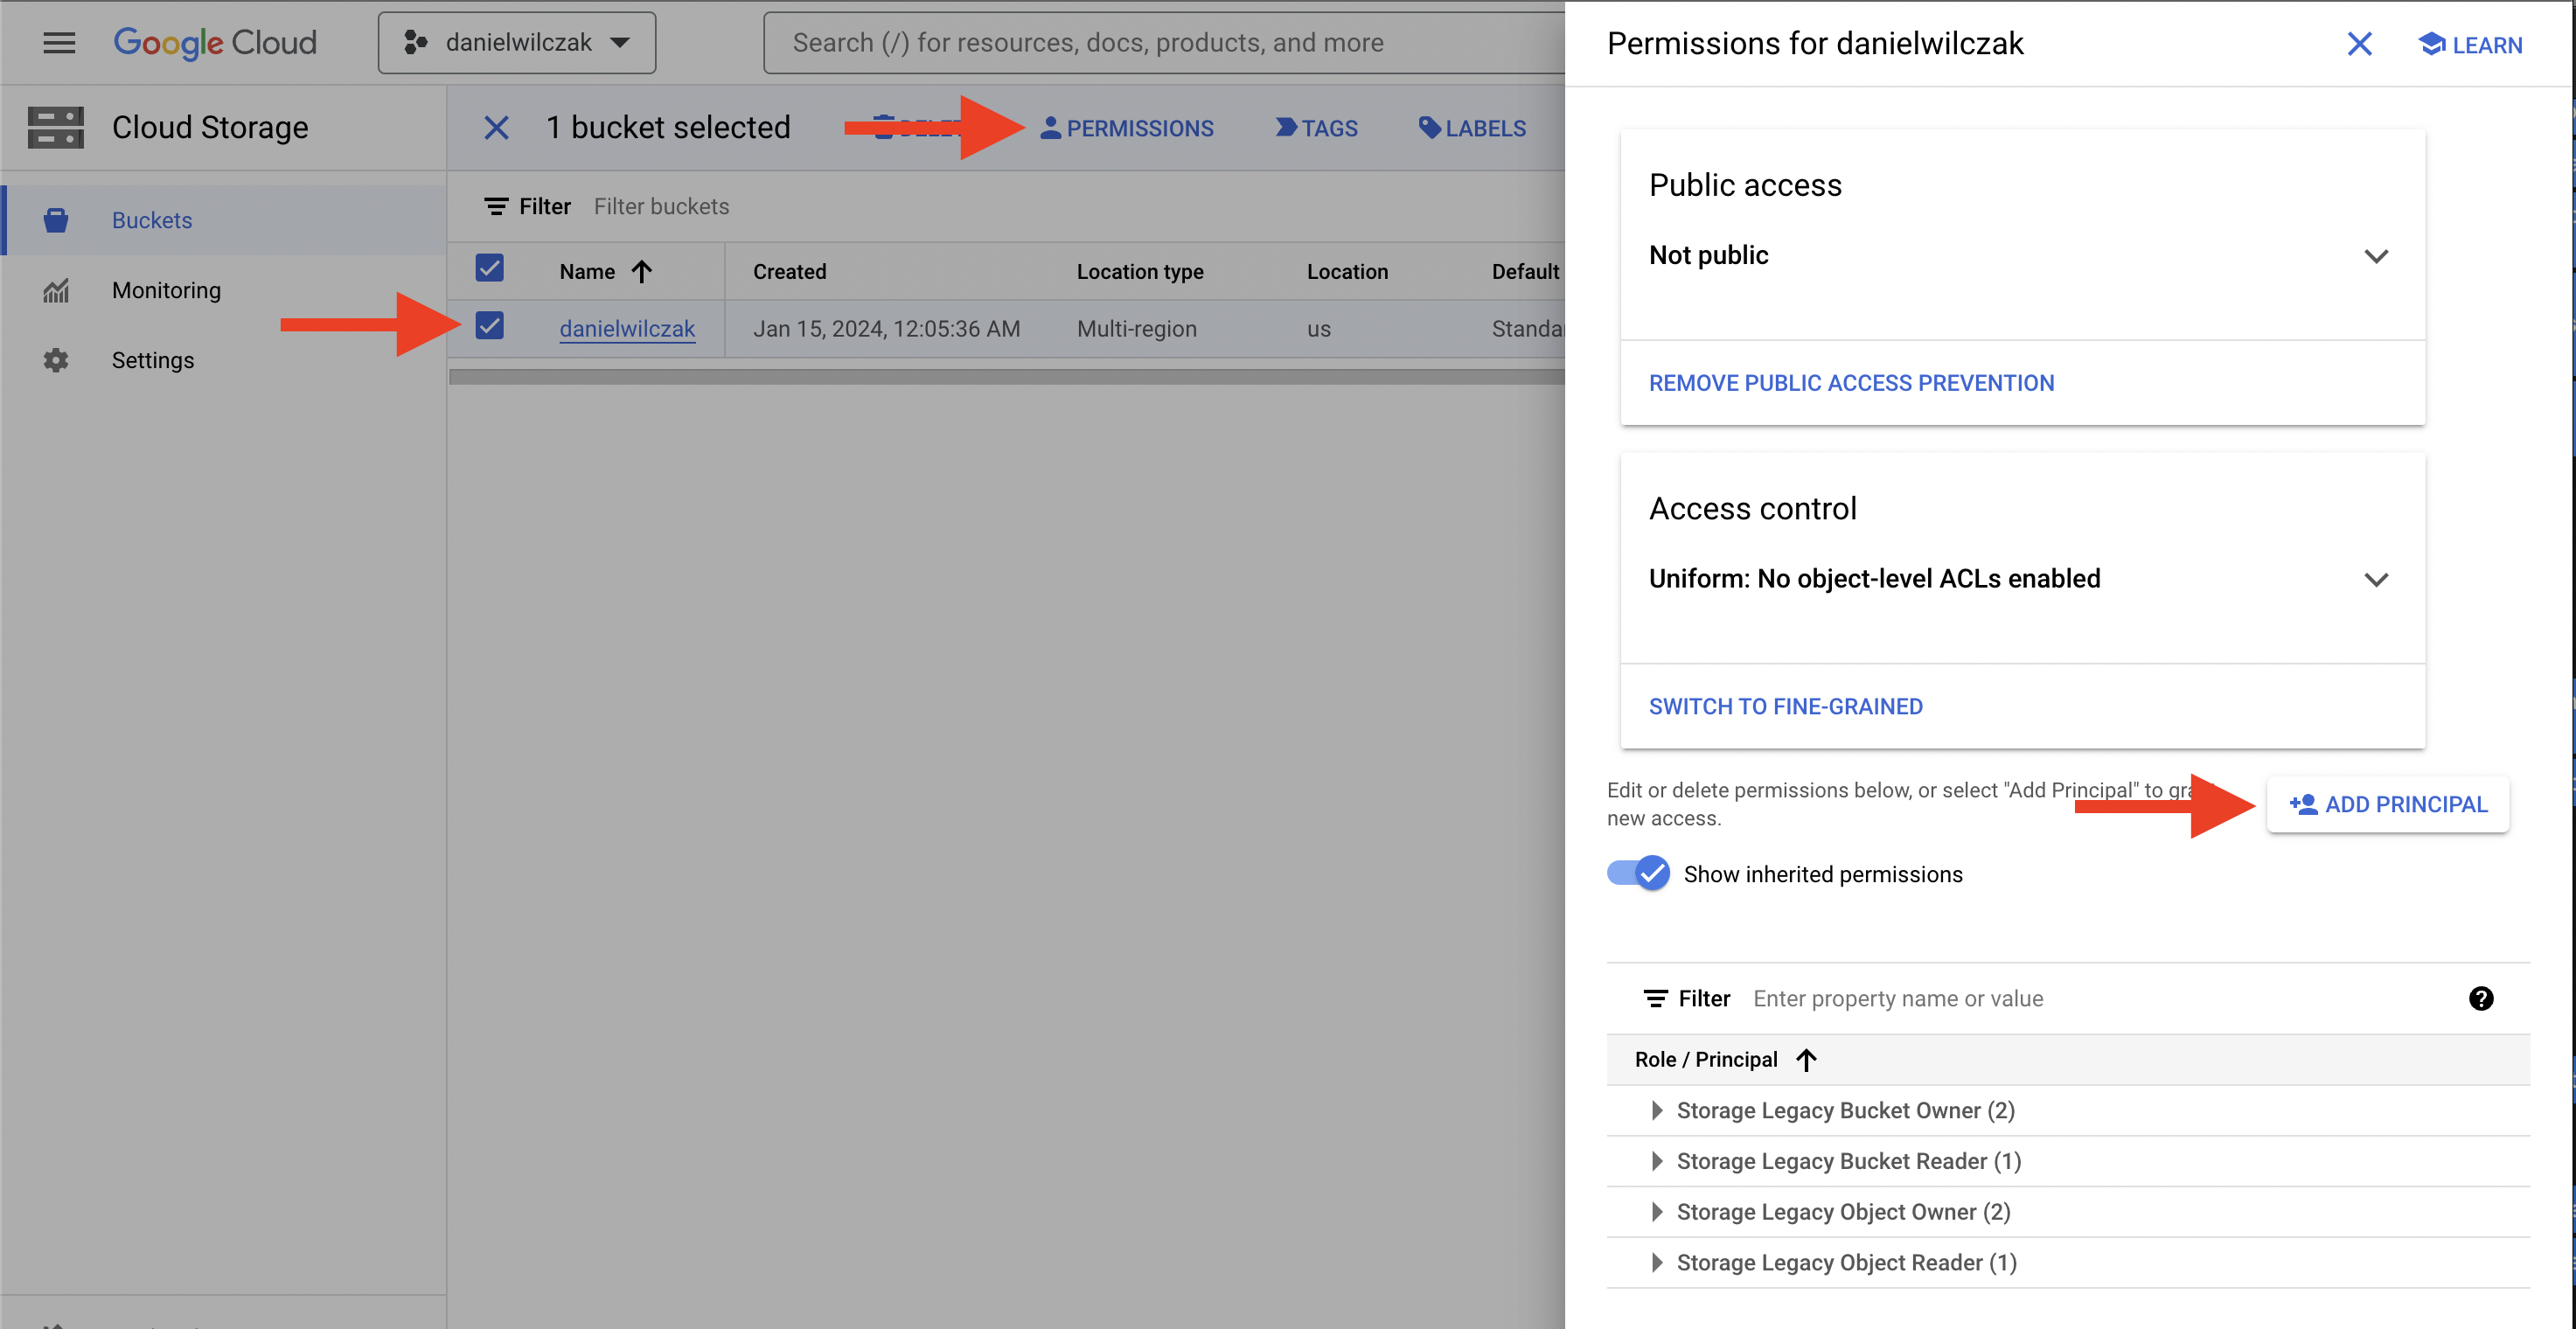 Google Cloud
danielwilczak
Search (/) for resources, docs, products, and more
Cloud Storage
1 bucket selected
PERMISSIONS
TAGS
LABELS
Buckets
Monitoring
Settings
Filter Filter buckets
Name Created Location type Location Default
danielwilczak Jan 15, 2024, 12:05:36 AM Multi-region us
Permissions for danielwilczak
LEARN
Public access
Not public
REMOVE PUBLIC ACCESS PREVENTION
Access control
Uniform: No object-level ACLs enabled
SWITCH TO FINE-GRAINED
Edit or delete permissions below, or select "Add Principal" to
new access.
ADD PRINCIPAL
Show inherited permissions
Filter Enter property name or value
Role / Principal
Storage Legacy Bucket Owner (2)
Storage Legacy Bucket Reader (1)
Storage Legacy Object Owner (2)
Storage Legacy Object Reader (1)